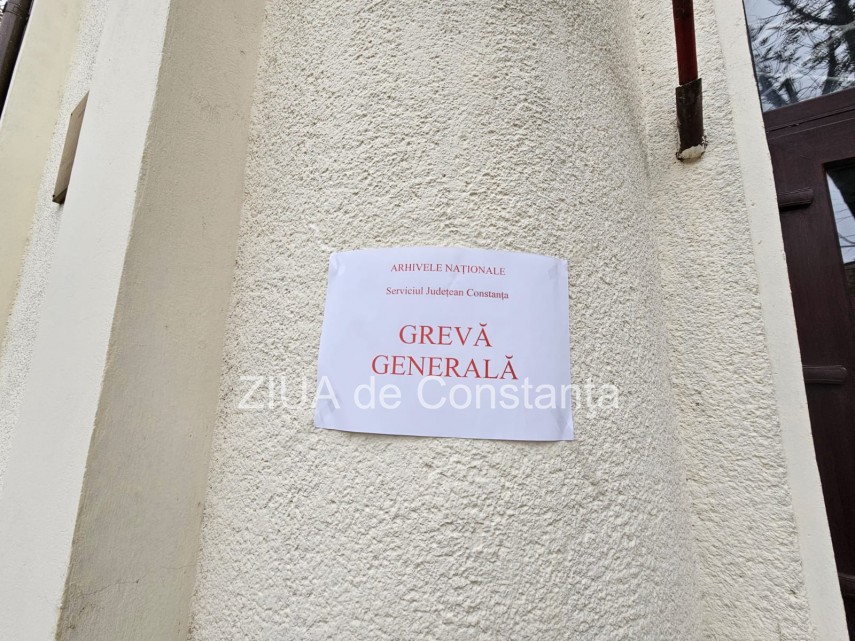 ARHIVELE NAȚIONALE
Serviciul Județean Constanța
GREVĂ
GENERALĂ
ZIUA de Constanța